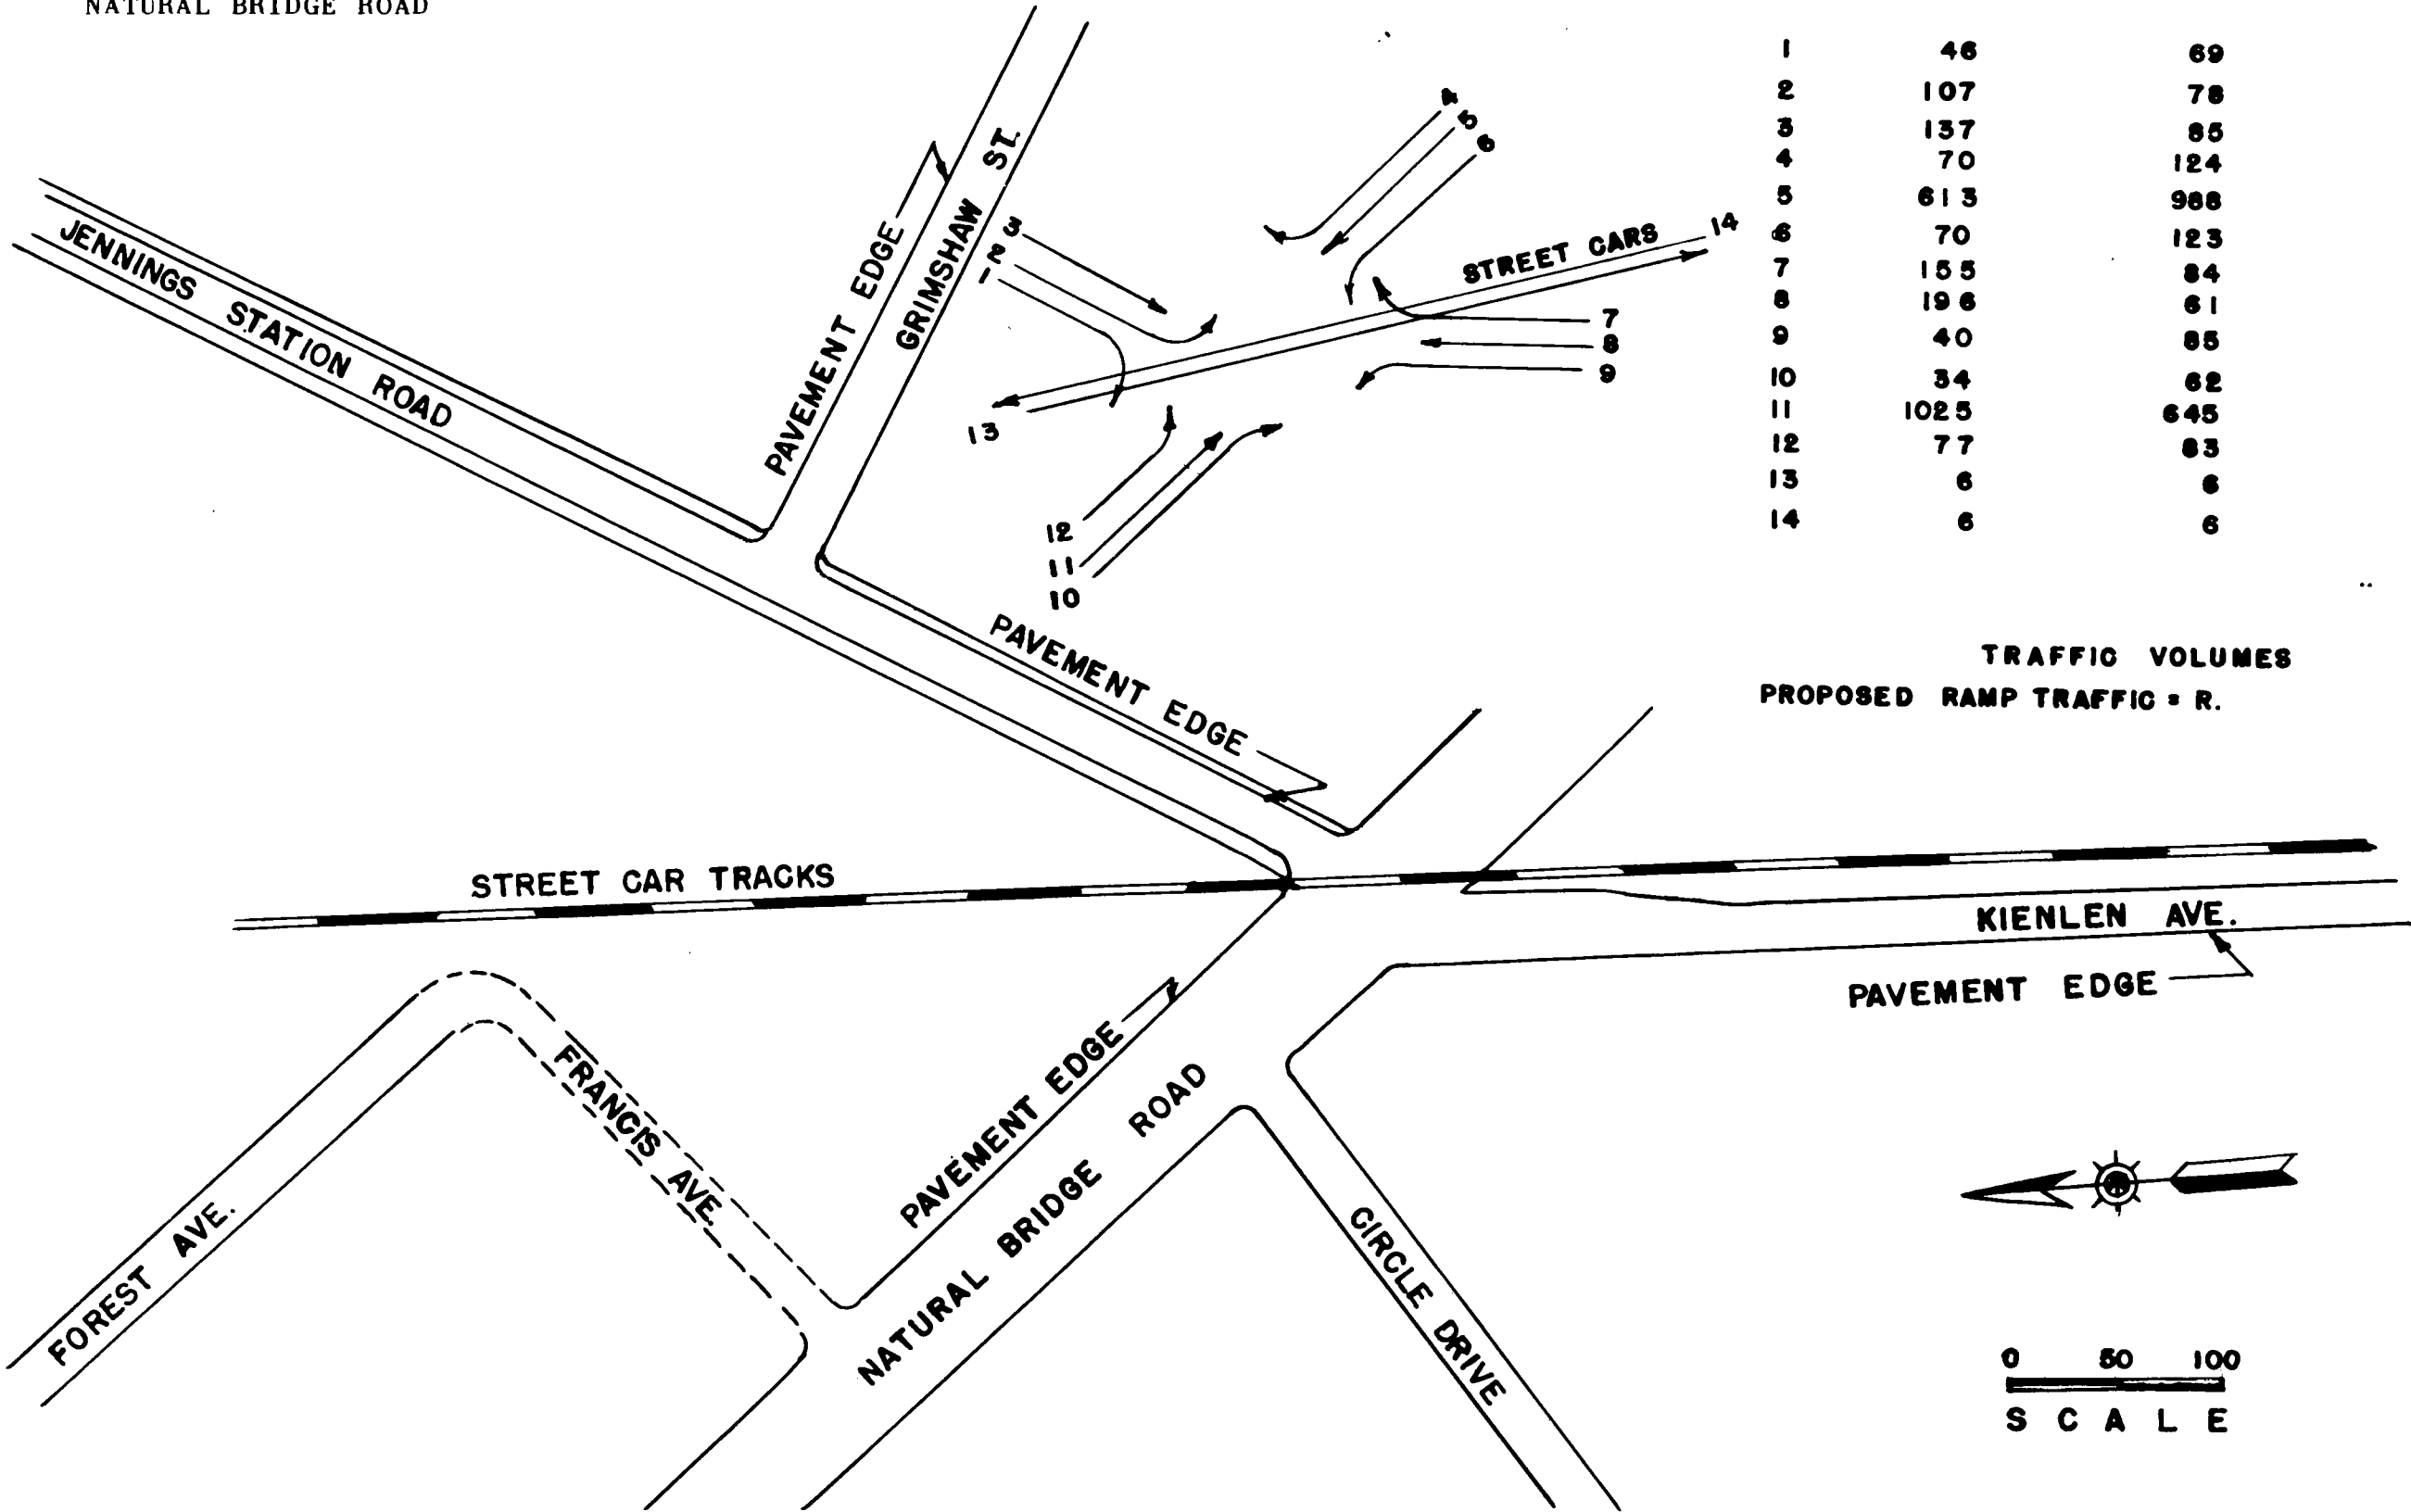 NATURAL BRIDGE ROAD
1 46 69
2 107 78
3 137 85
4 70 124
5 613 988
6 70 123
7 155 84
8 196 61
9 40 85
10 34 62
11 1025 645
12 77 83
13 6 6
14 6 6
4
5
6
3
2
1
STREET CARS
14
7
8
9
13
12
11
10
JENNINGS STATION ROAD
PAVEMENT EDGE
GRIMSHAW ST.
PAVEMENT EDGE
TRAFFIC VOLUMES
PROPOSED RAMP TRAFFIC = R.
STREET CAR TRACKS
KIENLEN AVE.
PAVEMENT EDGE
FRANCIS AVE.
PAVEMENT EDGE
NATURAL BRIDGE ROAD
FOREST AVE.
CIRCLE DRIVE
0 50 100
SCALE